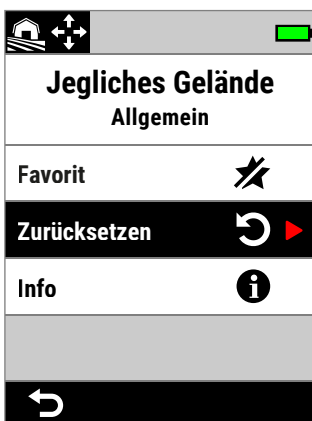 Jegliches Gelände
Allgemein
Favorit
Zurücksetzen
Info